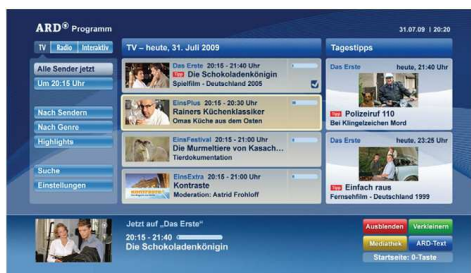 ARD® Programm
31.07.09 | 20:20
TV Radio Interaktiv
Alle Sender jetzt
Um 20:15 Uhr
Nach Sendern
Nach Genre
Highlights
Suche
Einstellungen
TV – heute, 31. Juli 2009
Das Erste 20:15 - 21:40 Uhr
Tipp Die Schokoladenkönigin
Spielfilm - Deutschland 2005
EinsPlus 20:15 - 20:30 Uhr
Rainers Küchenklassiker
Omas Küche aus dem Osten
EinsFestival 20:15 - 21:00 Uhr
Die Murmeltiere von Kasach...
Tierdokumentation
EinsExtra 20:15 - 21:00 Uhr
Kontraste
Moderation: Astrid Frohloff
Tagestipps
Das Erste heute, 21:40 Uhr
Tipp Polizeiruf 110
Bei Klingelzeichen Mord
Das Erste heute, 23:25 Uhr
Tipp Einfach raus
Fernsehfilm - Deutschland 1999
Jetzt auf „Das Erste“
20:15 - 21:40
Die Schokoladenkönigin
Ausblenden Verkleinern
Mediathek ARD-Text
Startseite: 0-Taste